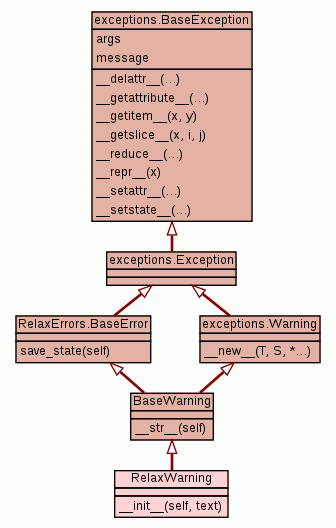 exceptions.BaseException
args
message
__delattr__(...)
__getattribute__(...)
__getitem__(x, y)
__getslice__(x, i, j)
__reduce__(...)
__repr__(x)
__setattr__(...)
__setstate__(...)
exceptions.Exception
RelaxErrors.BaseError
save_state(self)
exceptions.Warning
__new__(T, S, *...)
BaseWarning
__str__(self)
RelaxWarning
__init__(self, text)